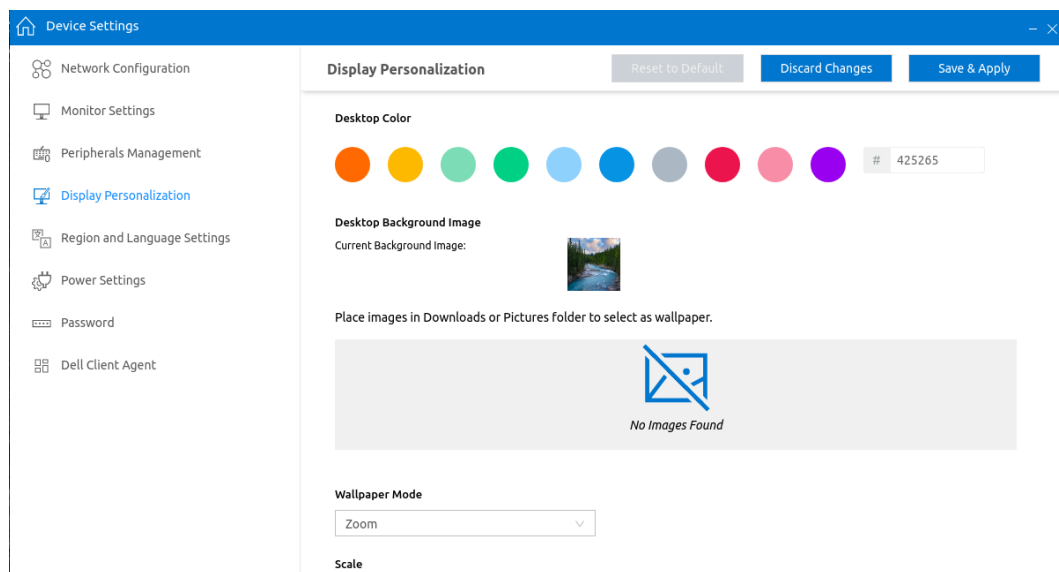 Device Settings
Network Configuration
Monitor Settings
Peripherals Management
Display Personalization
Region and Language Settings
Power Settings
Password
Dell Client Agent
Display Personalization
Reset to Default
Discard Changes
Save & Apply
Desktop Color
# 425265
Desktop Background Image
Current Background Image:
Place images in Downloads or Pictures folder to select as wallpaper.
No Images Found
Wallpaper Mode
Zoom
Scale